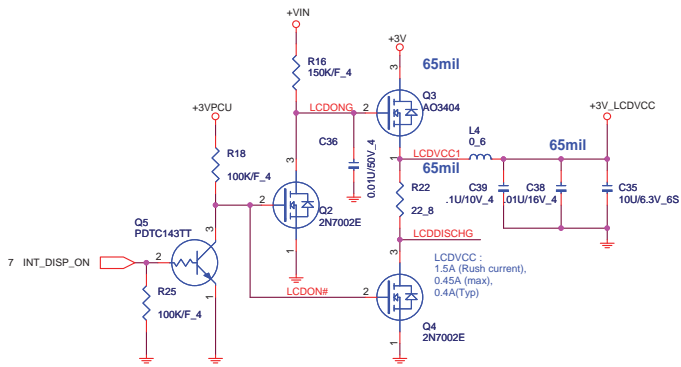 +VIN
+3V
R16
150K/F_4
65mil
3
Q3
AO3404
LCDONG
2
1
+3VPCU
+3V_LCDVCC
R18
100K/F_4
C36
0.01U/50V_4
LCDVCC1
L4
0_6
65mil
65mil
3
2
Q2
2N7002E
1
R22
22_8
C39
.1U/10V_4
C38
.01U/16V_4
C35
10U/6.3V_6S
Q5
PDTC143TT
3
2
1
7 INT_DISP_ON
LCDDISCHG
LCDVCC :
1.5A (Rush current),
0.45A (max),
0.4A(Typ)
R25
100K/F_4
LCDON#
3
2
1
Q4
2N7002E